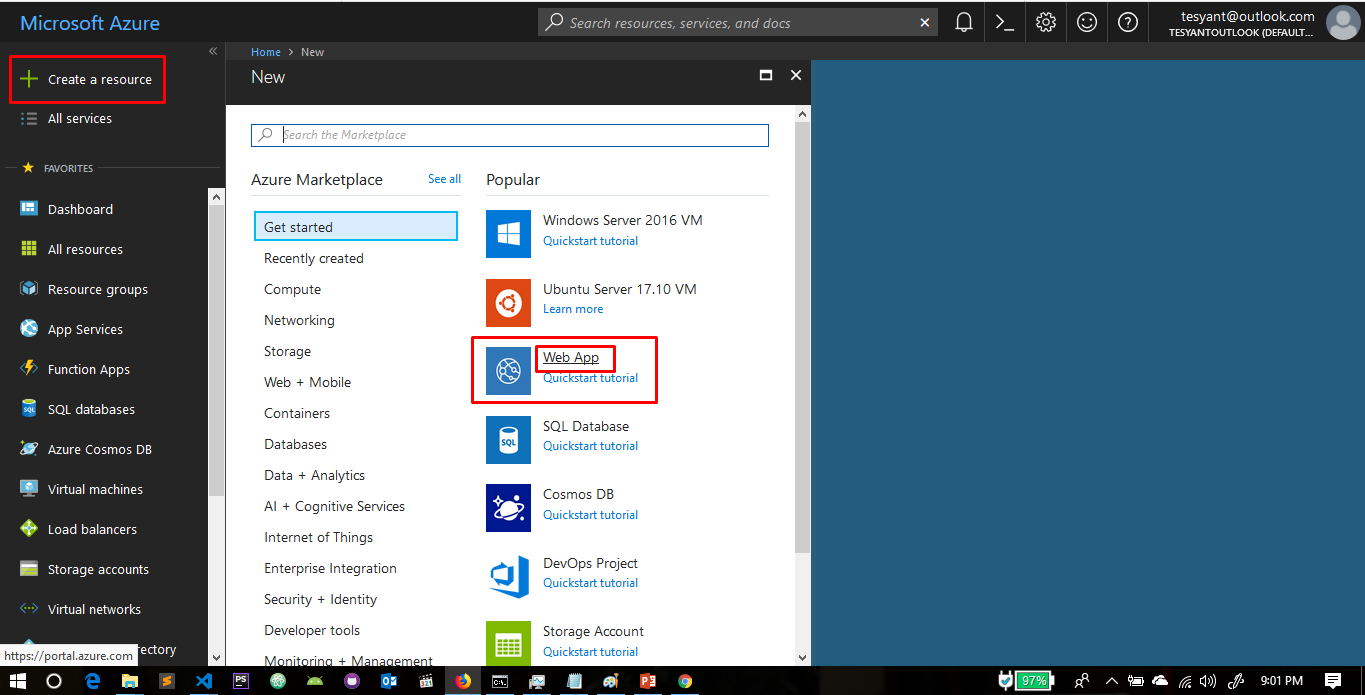 Microsoft Azure
Search resources, services, and docs
tesyant@outlook.com
TESYANTOUTLOOK (DEFAULT...
Create a resource
All services
FAVORITES
Dashboard
All resources
Resource groups
App Services
Function Apps
SQL databases
Azure Cosmos DB
Virtual machines
Load balancers
Storage accounts
Virtual networks
rectory
https://portal.azure.com
Home > New
New
Search the Marketplace
Azure Marketplace
See all
Get started
Recently created
Compute
Networking
Storage
Web + Mobile
Containers
Databases
Data + Analytics
AI + Cognitive Services
Internet of Things
Enterprise Integration
Security + Identity
Developer tools
Monitoring + Management
Popular
Windows Server 2016 VM
Quickstart tutorial
Ubuntu Server 17.10 VM
Learn more
Web App
Quickstart tutorial
SQL
SQL Database
Quickstart tutorial
Cosmos DB
Quickstart tutorial
DevOps Project
Quickstart tutorial
Storage Account
Quickstart tutorial
97%
9:01 PM